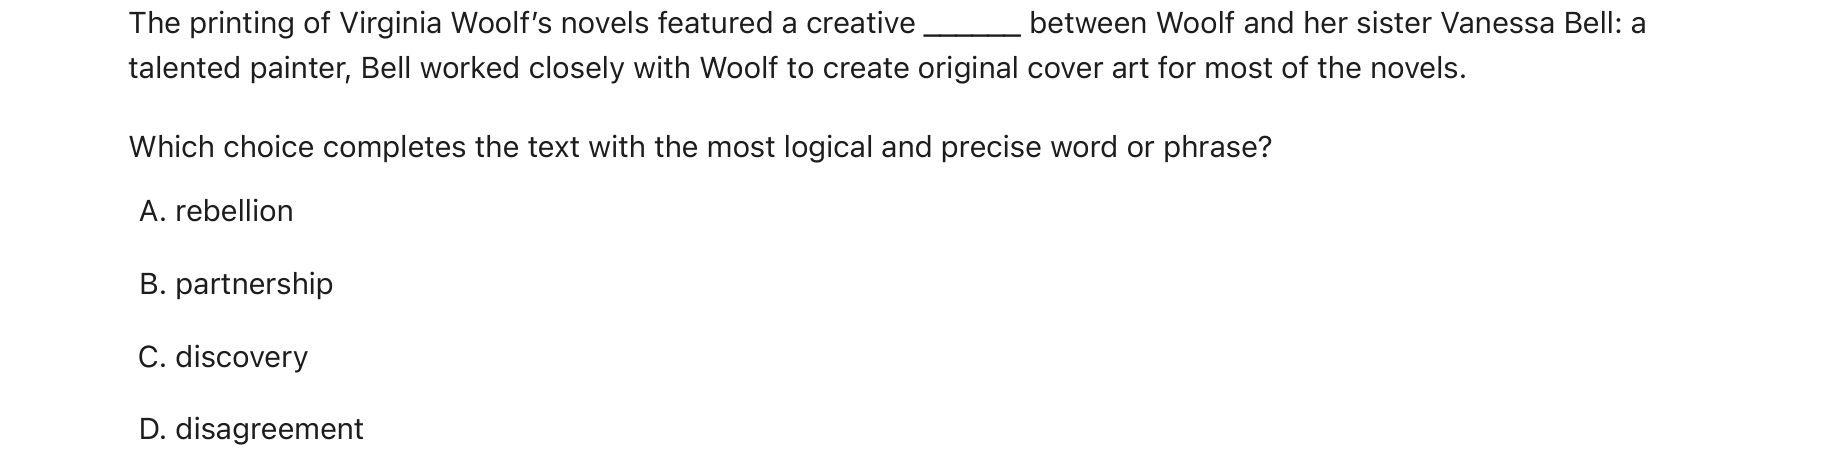 The printing of Virginia Woolf’s novels featured a creative ______ between Woolf and her sister Vanessa Bell: a
talented painter, Bell worked closely with Woolf to create original cover art for most of the novels.
Which choice completes the text with the most logical and precise word or phrase?
A. rebellion
B. partnership
C. discovery
D. disagreement